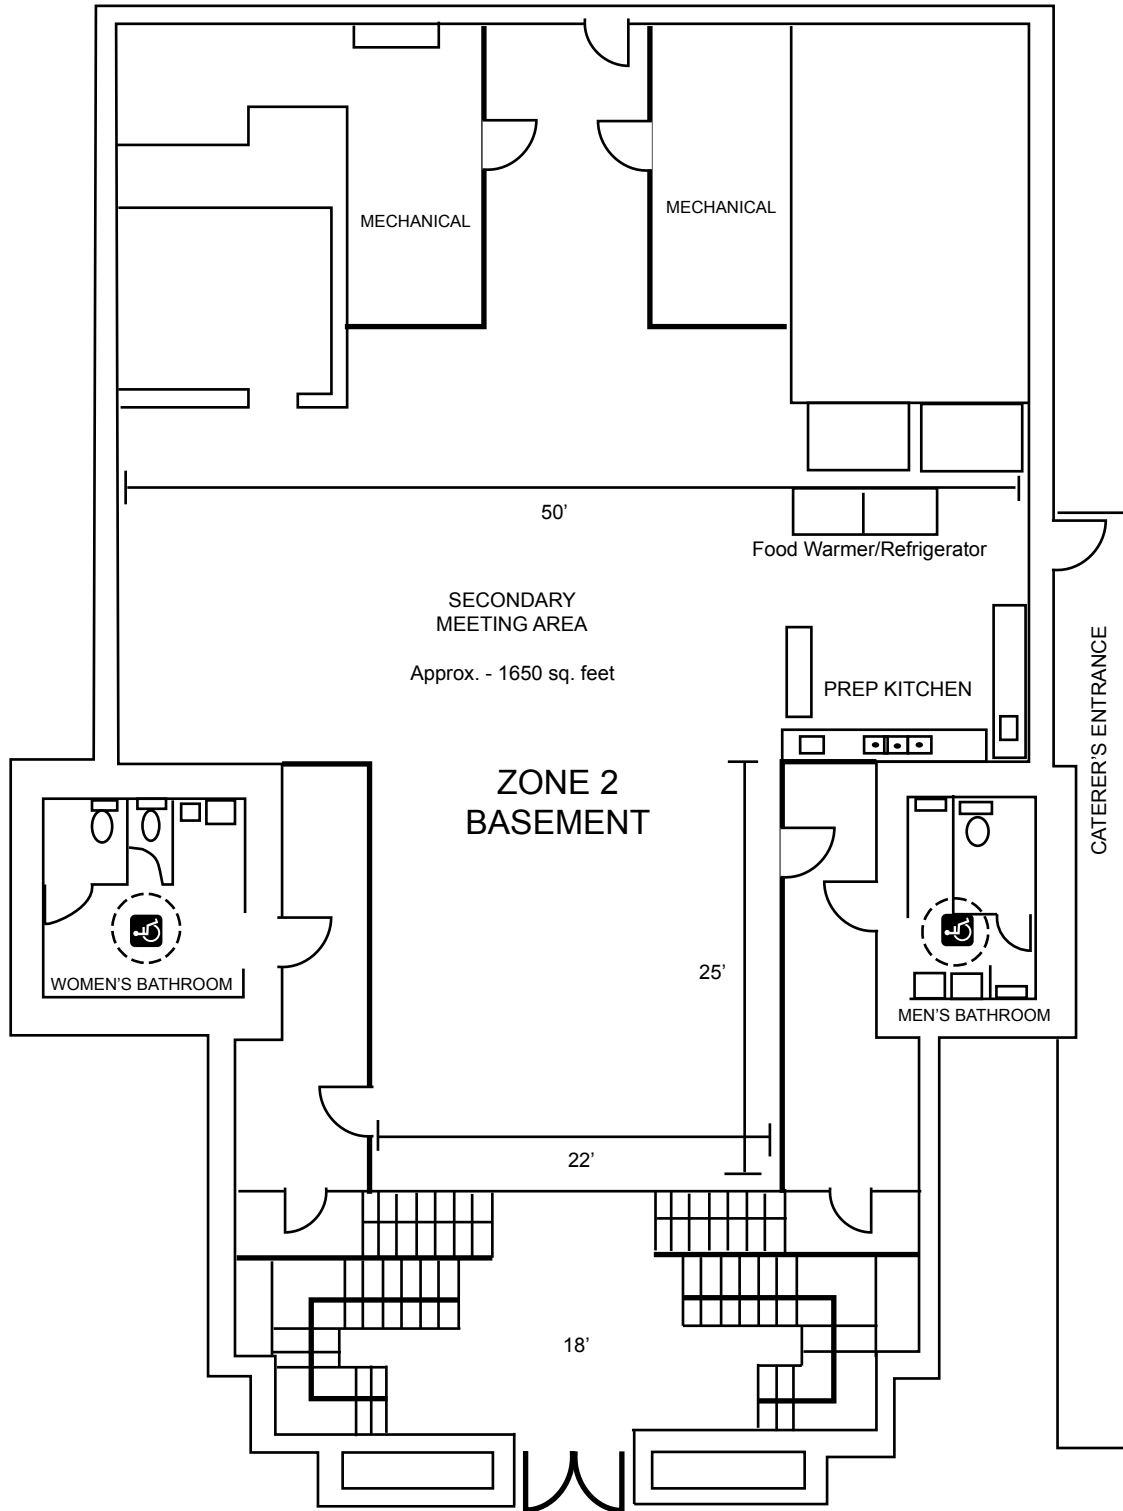 MECHANICAL
MECHANICAL
50’
Food Warmer/Refrigerator
SECONDARY
MEETING AREA
Approx. - 1650 sq. feet
PREP KITCHEN
CATERER’S ENTRANCE
ZONE 2
BASEMENT
25’
WOMEN’S BATHROOM
MEN’S BATHROOM
22’
18’